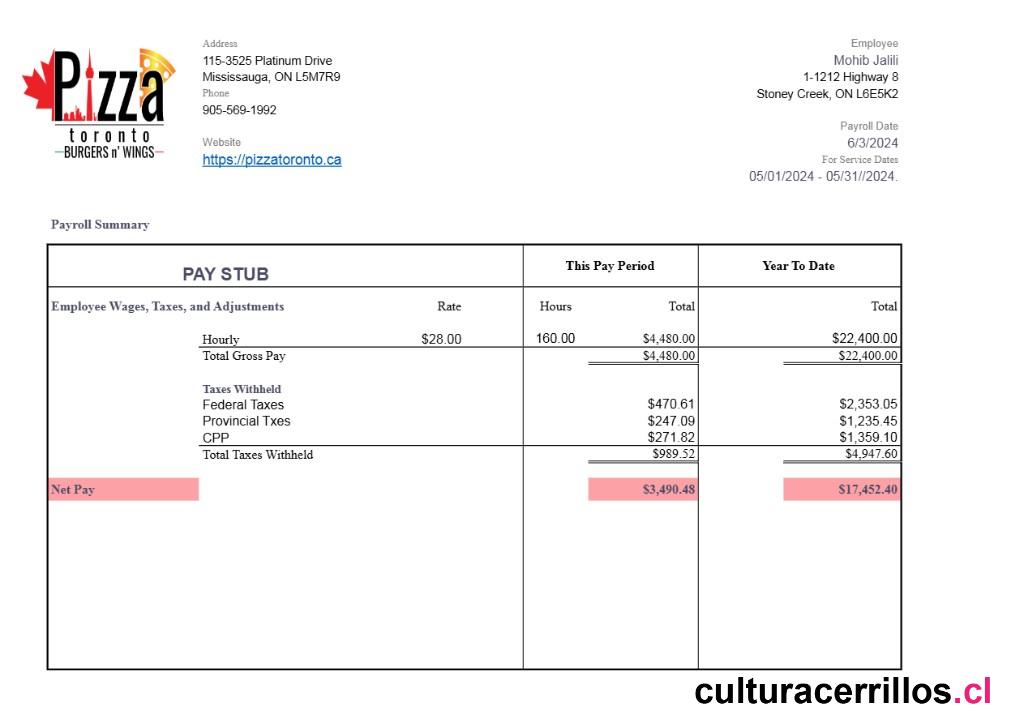 Pizza
toronto
BURGERS n' WINGS
Address
115-3525 Platinum Drive
Mississauga, ON L5M7R9
Phone
905-569-1992
Website
https://pizzatoronto.ca
Employee
Mohib Jalili
1-1212 Highway 8
Stoney Creek, ON L6E5K2
Payroll Date
6/3/2024
For Service Dates
05/01/2024 - 05/31//2024.
Payroll Summary
PAY STUB This Pay Period Year To Date
Employee Wages, Taxes, and Adjustments Rate Hours Total Total
Hourly $28.00 160.00 $4,480.00 $22,400.00
Total Gross Pay $4,480.00 $22,400.00
Taxes Withheld
Federal Taxes $470.61 $2,353.05
Provincial Txes $247.09 $1,235.45
CPP $271.82 $1,359.10
Total Taxes Withheld $989.52 $4,947.60
Net Pay $3,490.48 $17,452.40
culturacerrillos.cl